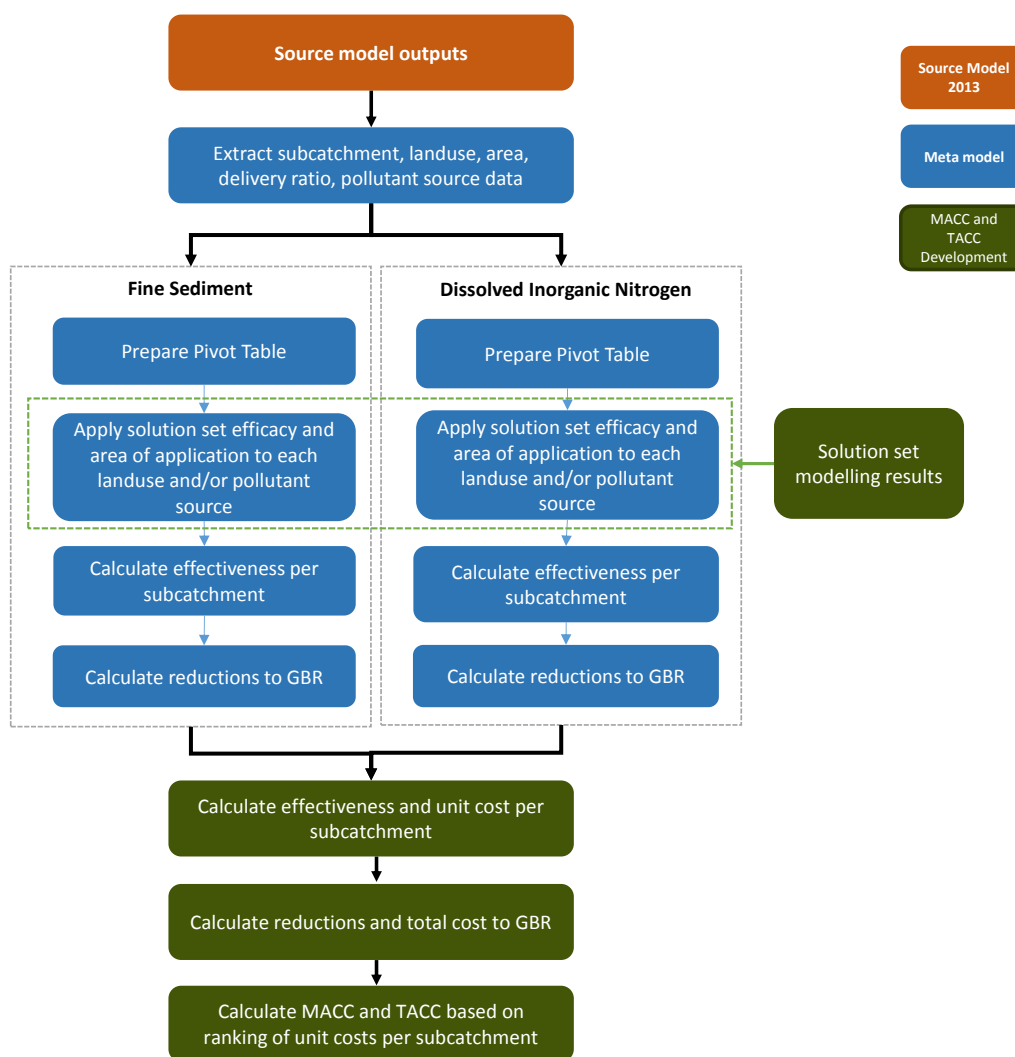 Source model outputs
Source Model
2013
Extract subcatchment, landuse, area,
delivery ratio, pollutant source data
Meta model
MACC and
TACC
Development
Fine Sediment
Dissolved Inorganic Nitrogen
Prepare Pivot Table
Prepare Pivot Table
Apply solution set efficacy and
area of application to each
landuse and/or pollutant
source
Apply solution set efficacy and
area of application to each
landuse and/or pollutant
source
Solution set
modelling results
Calculate effectiveness per
subcatchment
Calculate effectiveness per
subcatchment
Calculate reductions to GBR
Calculate reductions to GBR
Calculate effectiveness and unit cost per
subcatchment
Calculate reductions and total cost to GBR
Calculate MACC and TACC based on
ranking of unit costs per subcatchment